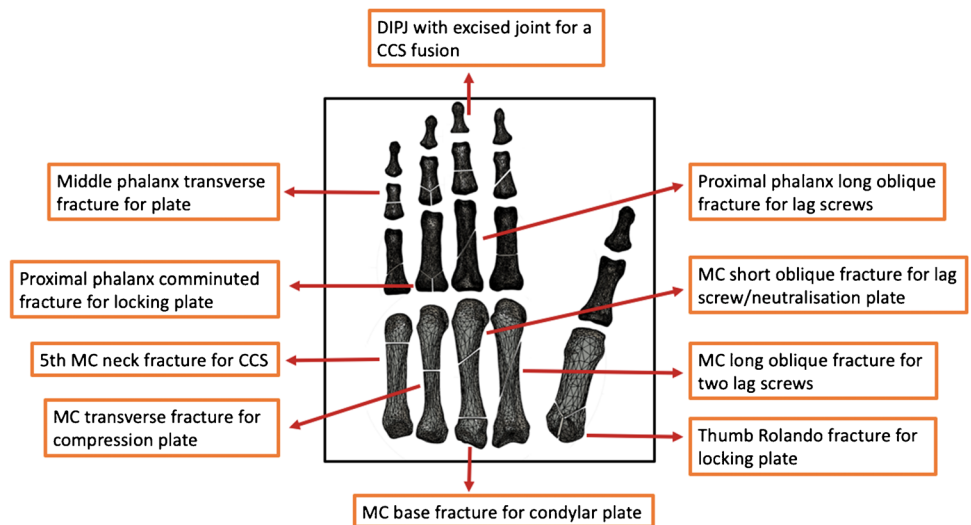 DIPJ with excised joint for a
CCS fusion
Middle phalanx transverse
fracture for plate
Proximal phalanx long oblique
fracture for lag screws
Proximal phalanx comminuted
fracture for locking plate
MC short oblique fracture for lag
screw/neutralisation plate
5th MC neck fracture for CCS
MC long oblique fracture for
two lag screws
MC transverse fracture for
compression plate
Thumb Rolando fracture for
locking plate
MC base fracture for condylar plate